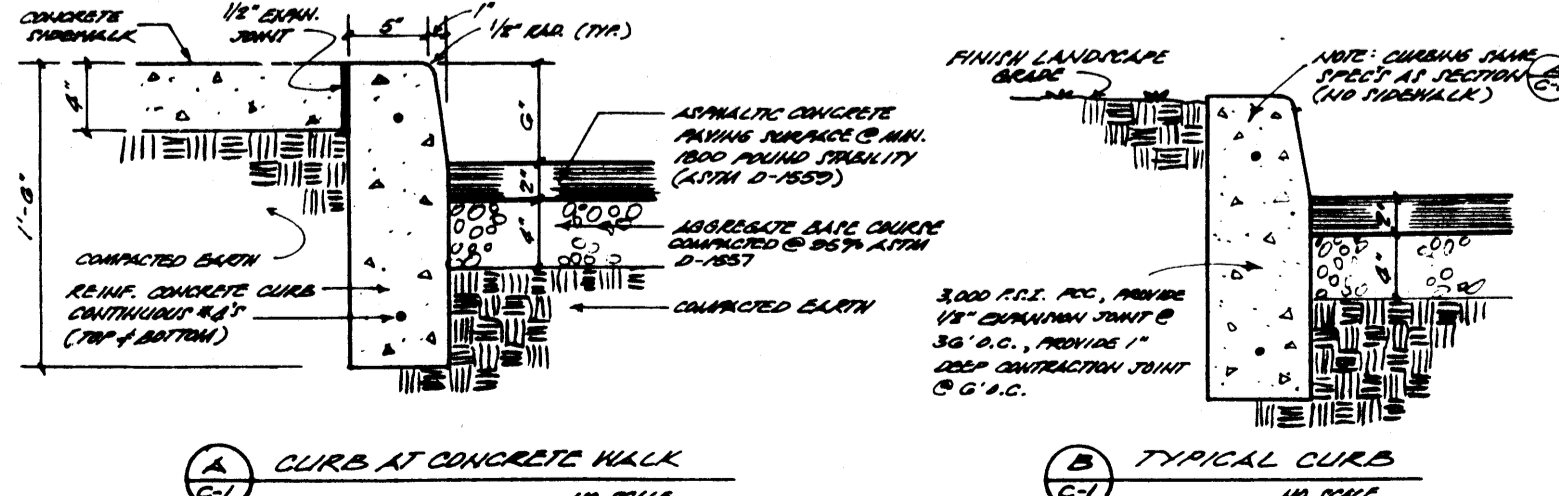 CONCRETE
SIDEWALK
1/2" EXPAN.
JOINT
5"
1"
1/2" RAD. (TYP.)
4"
1'-6"
6"
2"
4"
ASPHALTIC CONCRETE
PAVING SURFACE @ MIN.
1800 POUND STABILITY
(ASTM D-1559)
AGGREGATE BASE COURSE
COMPACTED @ 95% ASTM
D-1557
COMPACTED EARTH
COMPACTED EARTH
REINF. CONCRETE CURB
CONTINUOUS #4'S
(TOP & BOTTOM)
A
C-1
CURB AT CONCRETE WALK
NO SCALE
FINISH LANDSCAPE
GRADE
NOTE: CURBING SAME
SPEC'S AS SECTION
(NO SIDEWALK)
2"
4"
3,000 P.S.I. PCC, PROVIDE
1/2" EXPANSION JOINT @
36' O.C., PROVIDE 1"
DEEP CONTRACTION JOINT
@ 6' O.C.
B
C-1
TYPICAL CURB
NO SCALE